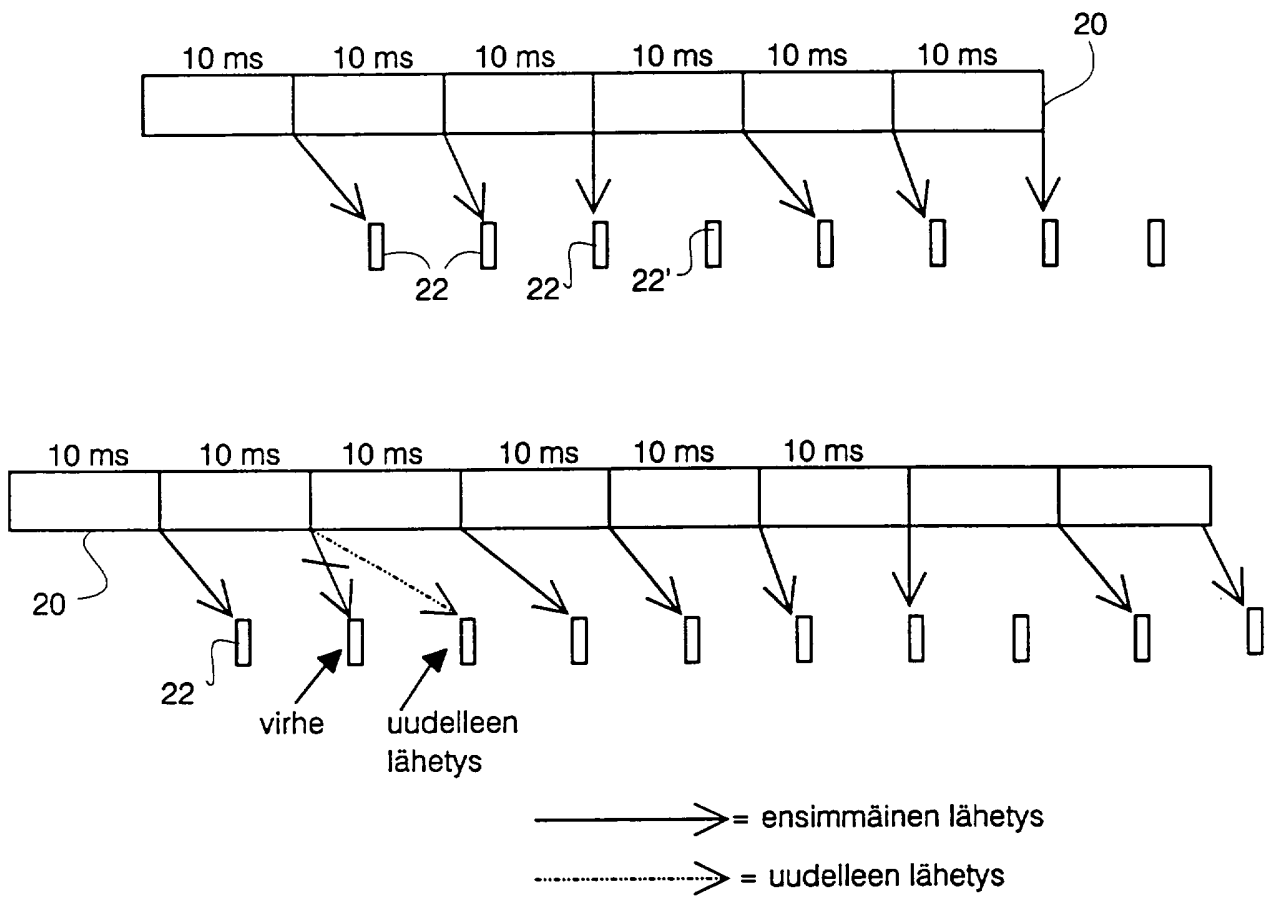 20
10 ms 10 ms 10 ms 10 ms 10 ms 10 ms
22 22 22'
10 ms 10 ms 10 ms 10 ms 10 ms 10 ms
20
22
virhe uudelleen
lähetys
= ensimmäinen lähetys
= uudelleen lähetys